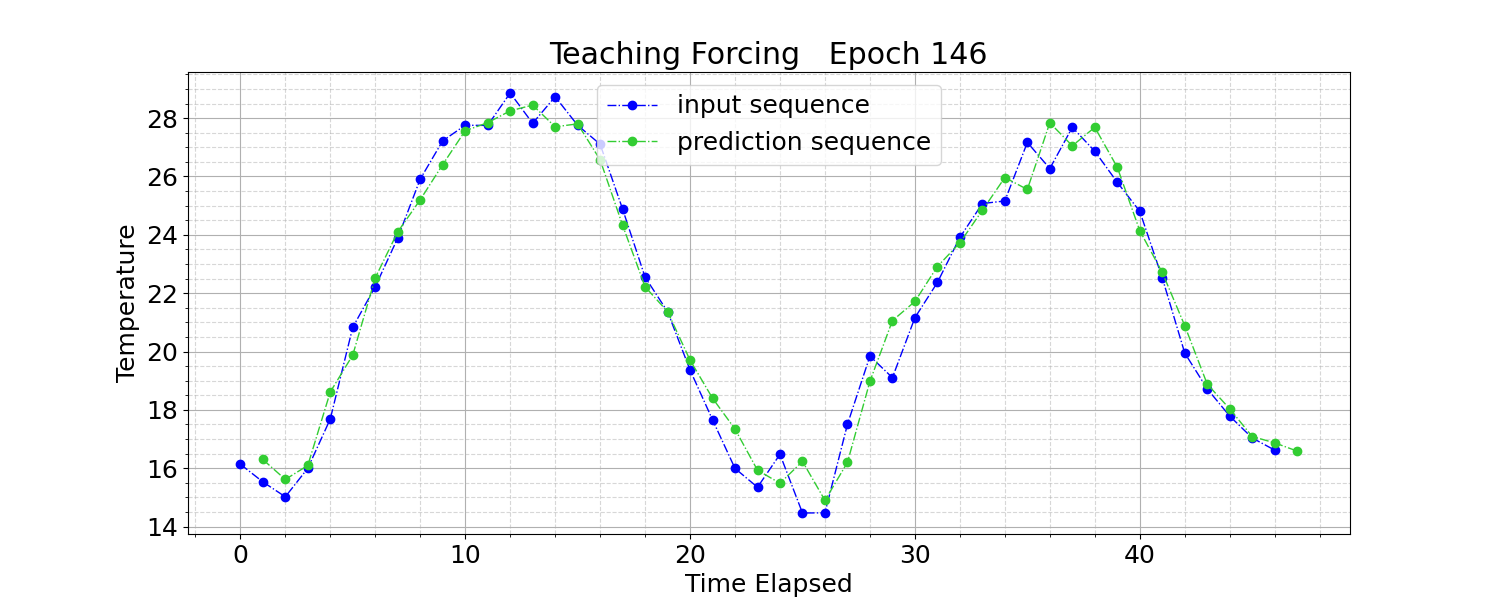 Teaching Forcing   Epoch 146
input sequence
prediction sequence
Temperature
28
26
24
22
20
18
16
14
0 10 20 30 40
Time Elapsed